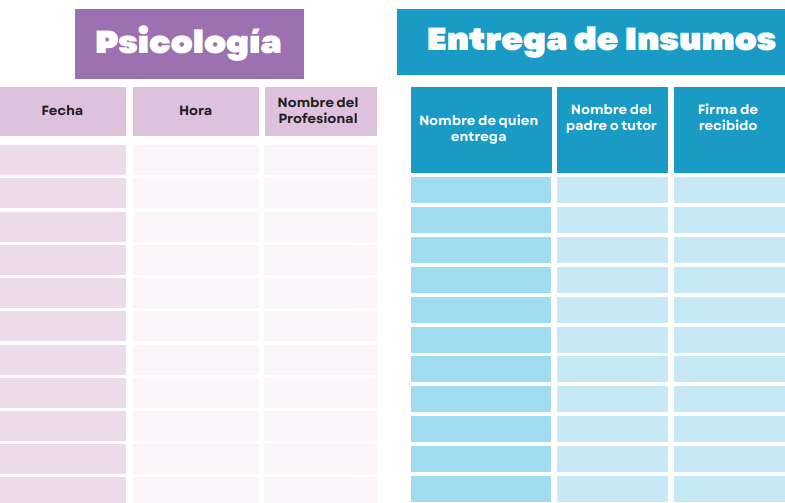 Psicología
Fecha
Hora
Nombre del
Profesional
Entrega de Insumos
Nombre de quien
entrega
Nombre del
padre o tutor
Firma de
recibido